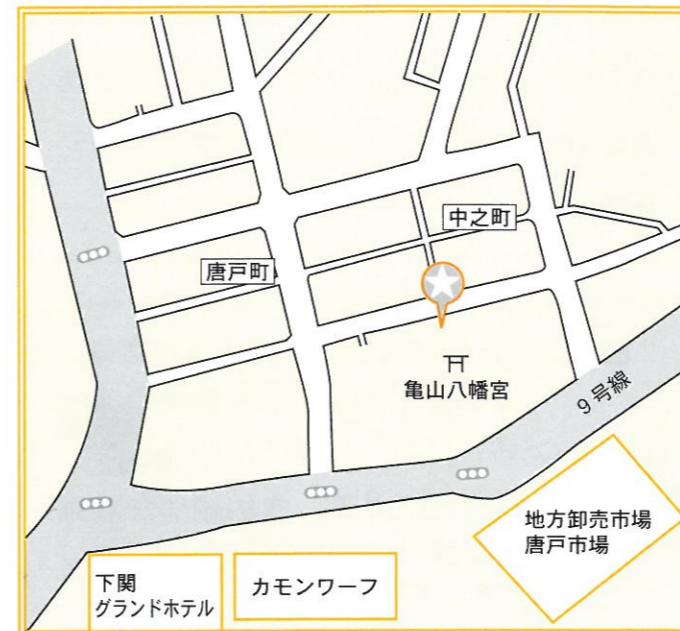 中之町
唐戸町
亀山八幡宮
9号線
地方卸売市場
唐戸市場
下関
グランドホテル
カモンワーフ